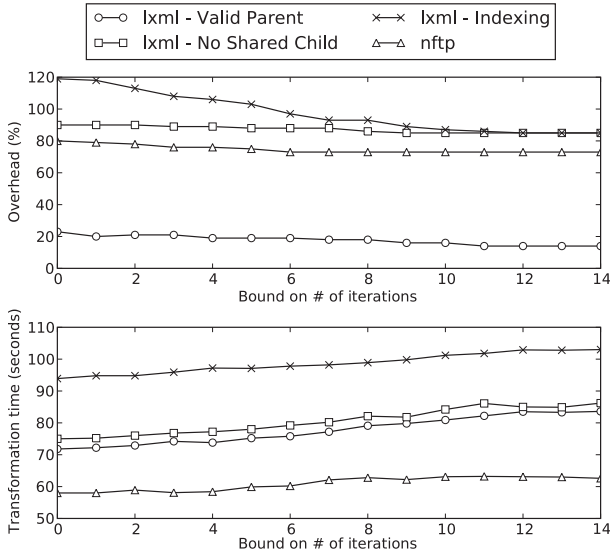 lxml - Valid Parent
lxml - Indexing
lxml - No Shared Child
nftp
120
100
80
60
40
20
0
Overhead (%)
0 2 4 6 8 10 12 14
Bound on # of iterations
110
100
90
80
70
60
50
Transformation time (seconds)
0 2 4 6 8 10 12 14
Bound on # of iterations